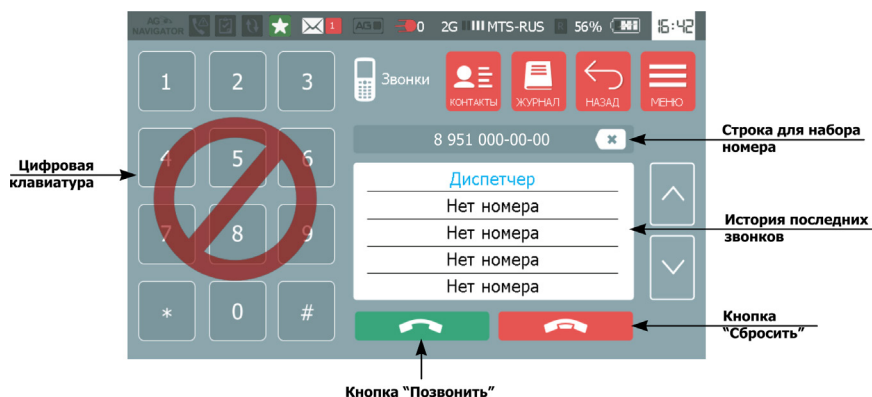 AG
NAVIGATOR
1
AG
0
2G
MTS-RUS
R
56%
16:42
1
2
3
Звонки
КОНТАКТЫ
ЖУРНАЛ
НАЗАД
МЕНЮ
8 951 000-00-00
Строка для набора
номера
4
5
6
Цифровая
клавиатура
Диспетчер
Нет номера
Нет номера
Нет номера
Нет номера
История последних
звонков
7
8
9
*
0
#
Кнопка
"Сбросить"
Кнопка "Позвонить"